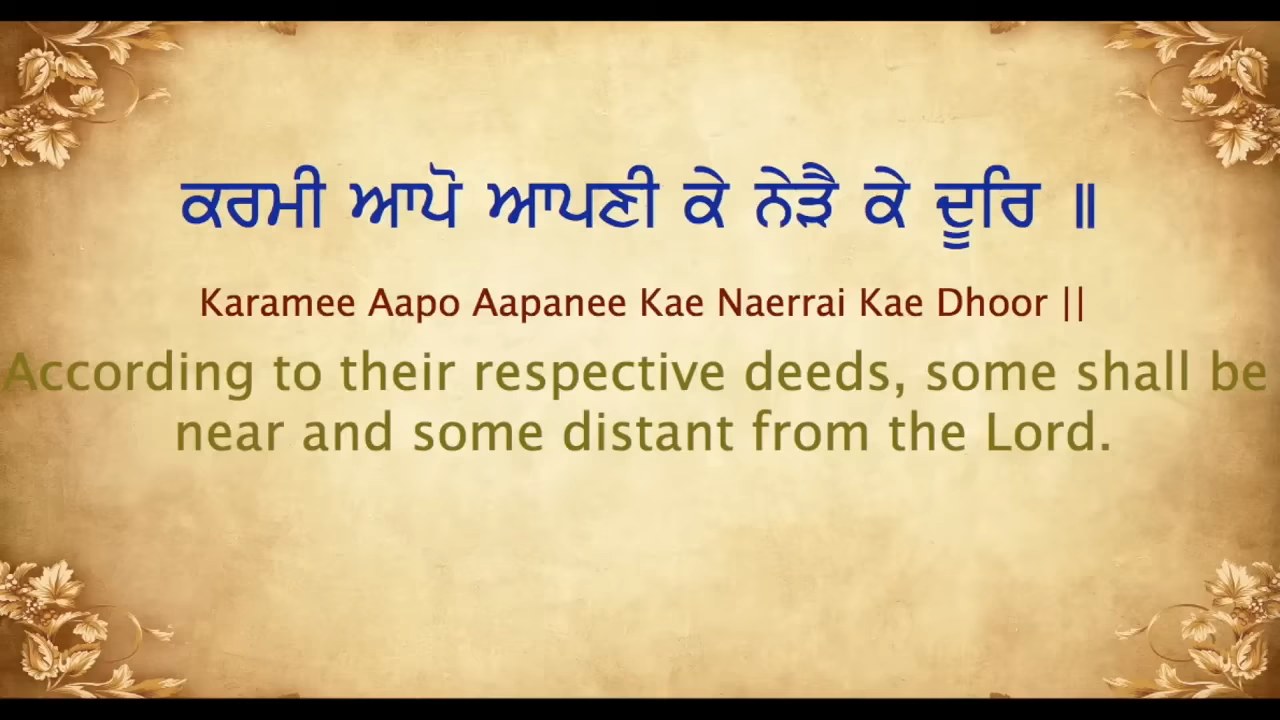 ਕਰਮੀ ਆਪੋ ਆਪਣੀ ਕੇ ਨੇੜੈ ਕੇ ਦੂਰਿ ॥
Karamee Aapo Aapanee Kae Naerrai Kae Dhoor ||
According to their respective deeds, some shall be
near and some distant from the Lord.